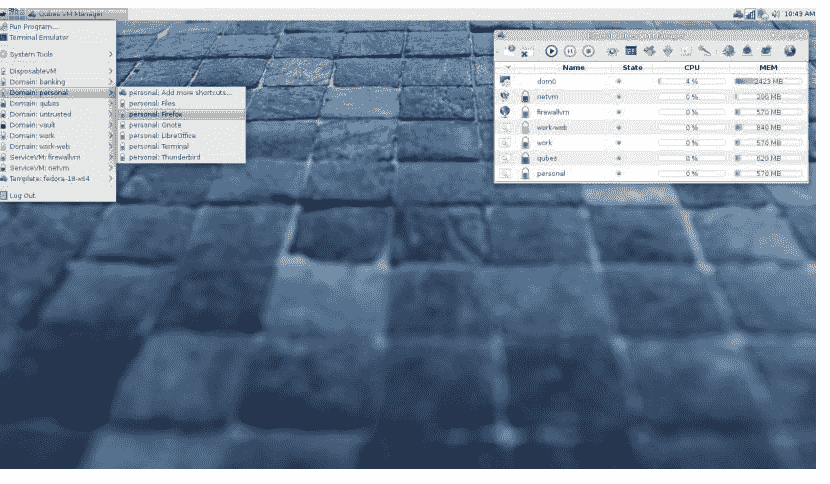 Qubes VM Manager
10:43 AM
Run Program...
Terminal Emulator
System Tools
DisposableVM
Domain: banking
Domain: personal
Domain: qubes
Domain: untrusted
Domain: vault
Domain: work
Domain: work-web
ServiceVM: firewallvm
ServiceVM: netvm
Template: fedora-18-x64
Log Out
personal: Add more shortcuts...
personal: Files
personal: Firefox
personal: Gnote
personal: LibreOffice
personal: Terminal
personal: Thunderbird
Name State CPU MEM
dom0 4 % 2423 MB
netvm 0 % 200 MB
firewallvm 0 % 570 MB
work-web 0 % 840 MB
work 0 % 570 MB
qubes 0 % 620 MB
personal 0 % 570 MB